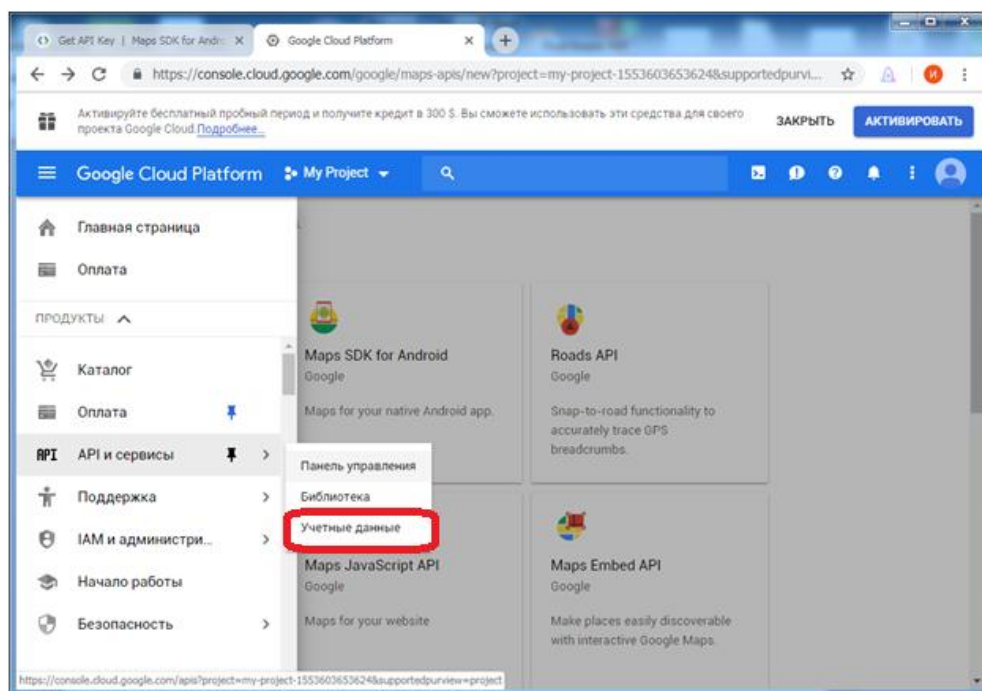 Get API Key | Maps SDK for Andr
Google Cloud Platform
https://console.cloud.google.com/google/maps-apis/new?project=my-project-1553603653624&supportedpurvi...
И
Активируйте бесплатный пробный период и получите кредит в 300 $. Вы сможете использовать эти средства для своего
проекта Google Cloud.Подробнее...
ЗАКРЫТЬ
АКТИВИРОВАТЬ
Google Cloud Platform
My Project
Главная страница
Оплата
ПРОДУКТЫ
Каталог
Оплата
API
API и сервисы
Поддержка
IAM и администри...
Начало работы
Безопасность
Панель управления
Библиотека
Учетные данные
Maps SDK for Android
Google
Maps for your native Android app.
Roads API
Google
Snap-to-road functionality to
accurately trace GPS
breadcrumbs.
Maps JavaScript API
Google
Maps for your website
Maps Embed API
Google
Make places easily discoverable
with interactive Google Maps.
https://console.cloud.google.com/apis?project=my-project-1553603653624&supportedpurview=project